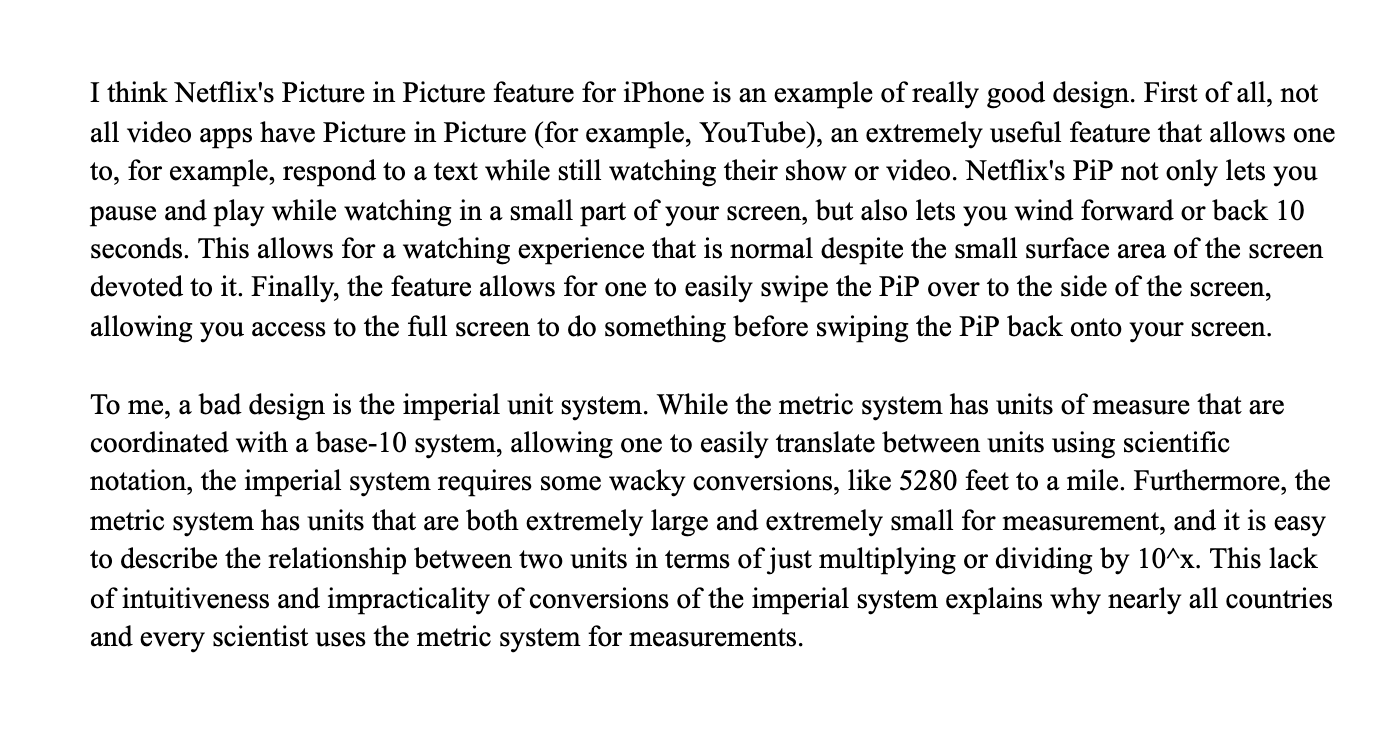 I think Netflix's Picture in Picture feature for iPhone is an example of really good design. First of all, not
all video apps have Picture in Picture (for example, YouTube), an extremely useful feature that allows one
to, for example, respond to a text while still watching their show or video. Netflix's PiP not only lets you
pause and play while watching in a small part of your screen, but also lets you wind forward or back 10
seconds. This allows for a watching experience that is normal despite the small surface area of the screen
devoted to it. Finally, the feature allows for one to easily swipe the PiP over to the side of the screen,
allowing you access to the full screen to do something before swiping the PiP back onto your screen.
To me, a bad design is the imperial unit system. While the metric system has units of measure that are
coordinated with a base-10 system, allowing one to easily translate between units using scientific
notation, the imperial system requires some wacky conversions, like 5280 feet to a mile. Furthermore, the
metric system has units that are both extremely large and extremely small for measurement, and it is easy
to describe the relationship between two units in terms of just multiplying or dividing by 10^x. This lack
of intuitiveness and impracticality of conversions of the imperial system explains why nearly all countries
and every scientist uses the metric system for measurements.